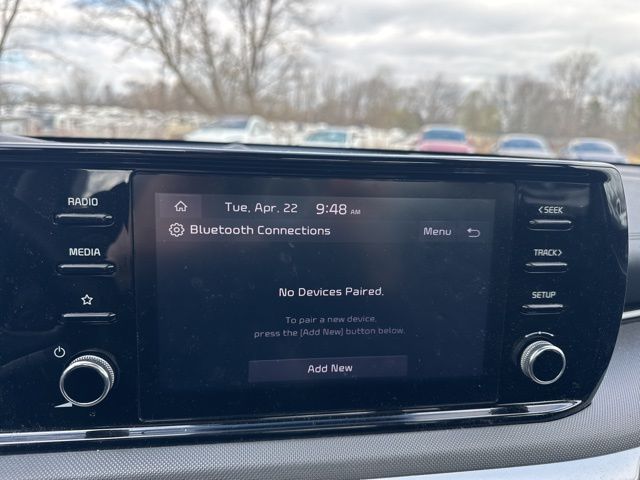 RADIO
MEDIA
Tue, Apr. 22 9:48 AM
Bluetooth Connections Menu
No Devices Paired.
To pair a new device,
press the [Add New] button below.
Add New
<SEEK
TRACK>
SETUP